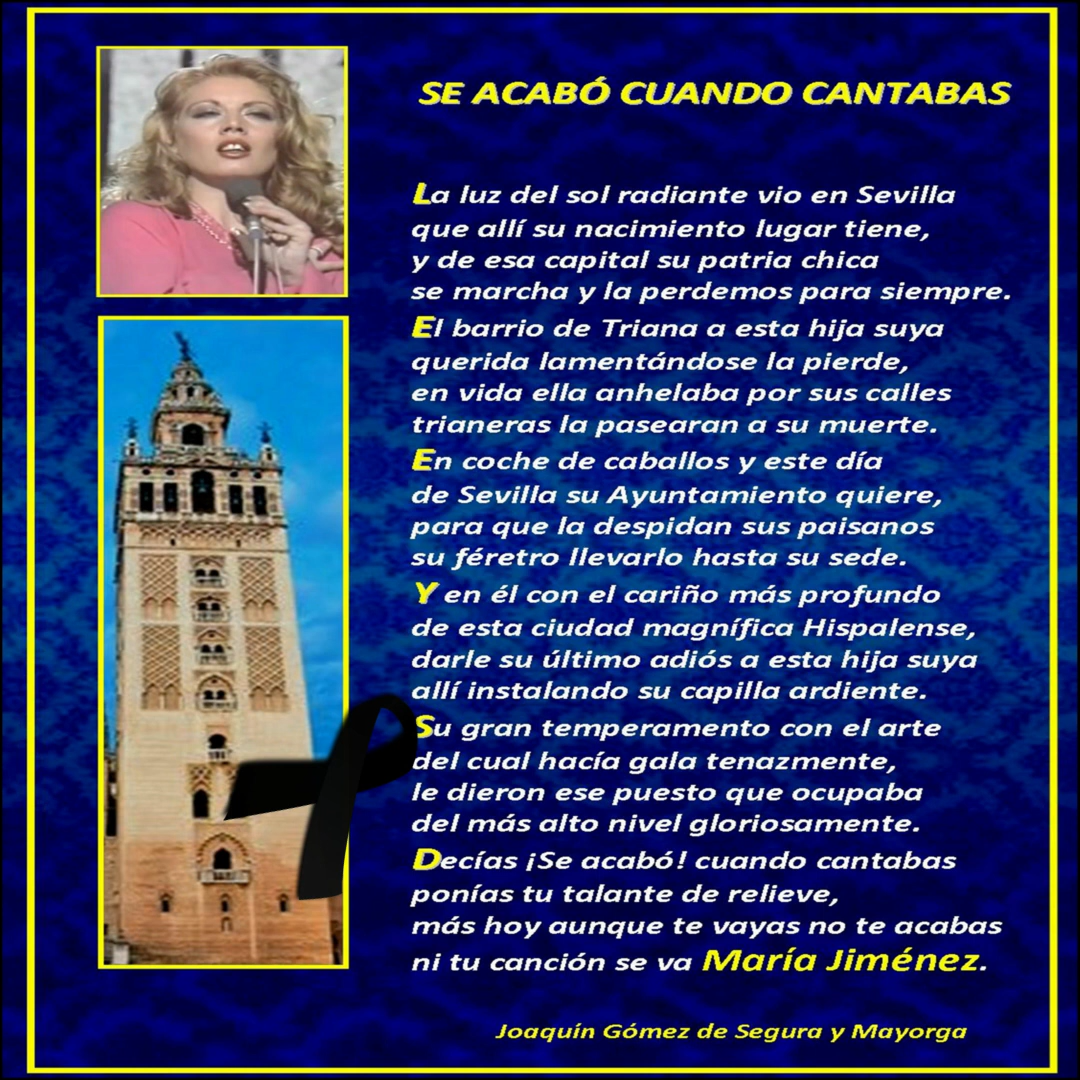 SE ACABÓ CUANDO CANTABAS
La luz del sol radiante vio en Sevilla
que allí su nacimiento lugar tiene,
y de esa capital su patria chica
se marcha y la perdemos para siempre.
El barrio de Triana a esta hija suya
querida lamentándose la pierde,
en vida ella anhelaba por sus calles
trianeras la pasearan a su muerte.
En coche de caballos y este día
de Sevilla su Ayuntamiento quiere,
para que la despidan sus paisanos
su féretro llevarlo hasta su sede.
Y en él con el cariño más profundo
de esta ciudad magnífica Hispalense,
darle su último adiós a esta hija suya
allí instalando su capilla ardiente.
Su gran temperamento con el arte
del cual hacía gala tenazmente,
le dieron ese puesto que ocupaba
del más alto nivel gloriosamente.
Decías ¡Se acabó! cuando cantabas
ponías tu talante de relieve,
más hoy aunque te vayas no te acabas
ni tu canción se va María Jiménez.
Joaquín Gómez de Segura y Mayorga